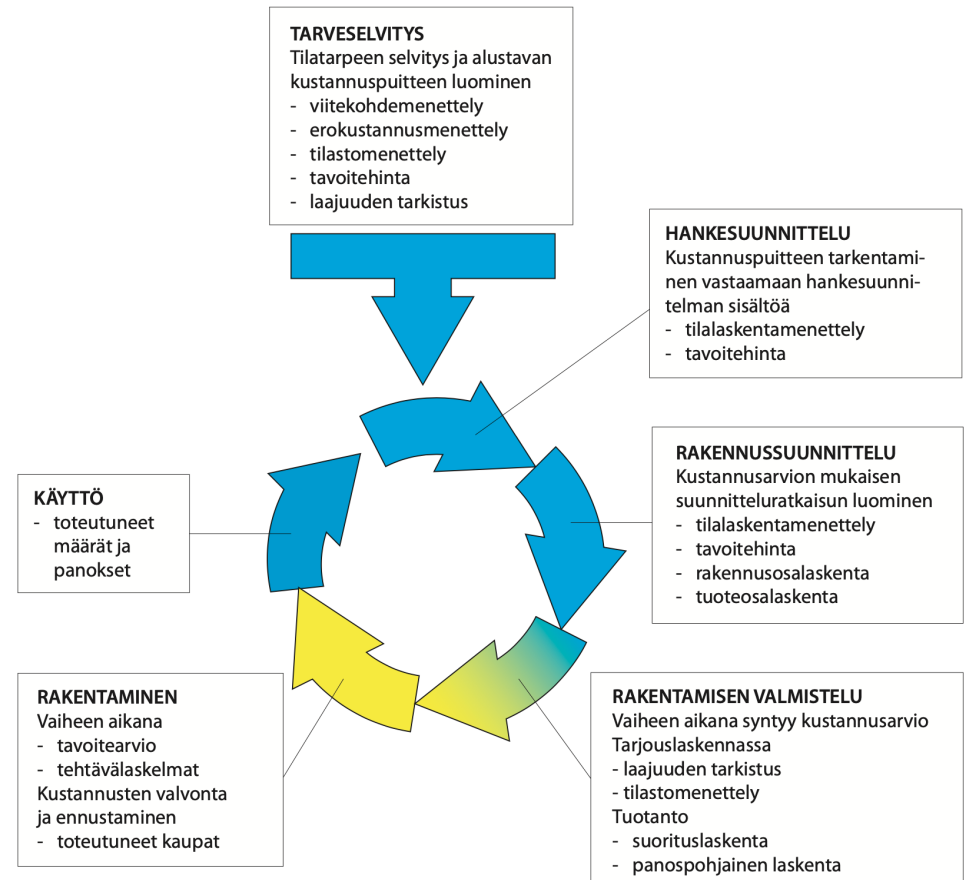 TARVESELVITYS
Tilatarpeen selvitys ja alustavan
kustannuspuitteen luominen
- viitekohdemenettely
- erokustannusmenettely
- tilastomenettely
- tavoitehinta
- laajuuden tarkistus
HANKESUUNNITTELU
Kustannuspuitteen tarkentami-
nen vastaamaan hankesuunni-
telman sisältöä
- tilalaskentamenettely
- tavoitehinta
RAKENNUSSUUNNITTELU
Kustannusarvion mukaisen
suunnitteluratkaisun luominen
- tilalaskentamenettely
- tavoitehinta
- rakennusosalaskenta
- tuoteosalaskenta
KÄYTTÖ
- toteutuneet
määrät ja
panokset
RAKENTAMINEN
Vaiheen aikana
- tavoitearvio
- tehtävälaskelmat
Kustannusten valvonta
ja ennustaminen
- toteutuneet kaupat
RAKENTAMISEN VALMISTELU
Vaiheen aikana syntyy kustannusarvio
Tarjouslaskennassa
- laajuuden tarkistus
- tilastomenettely
Tuotanto
- suorituslaskenta
- panospohjainen laskenta